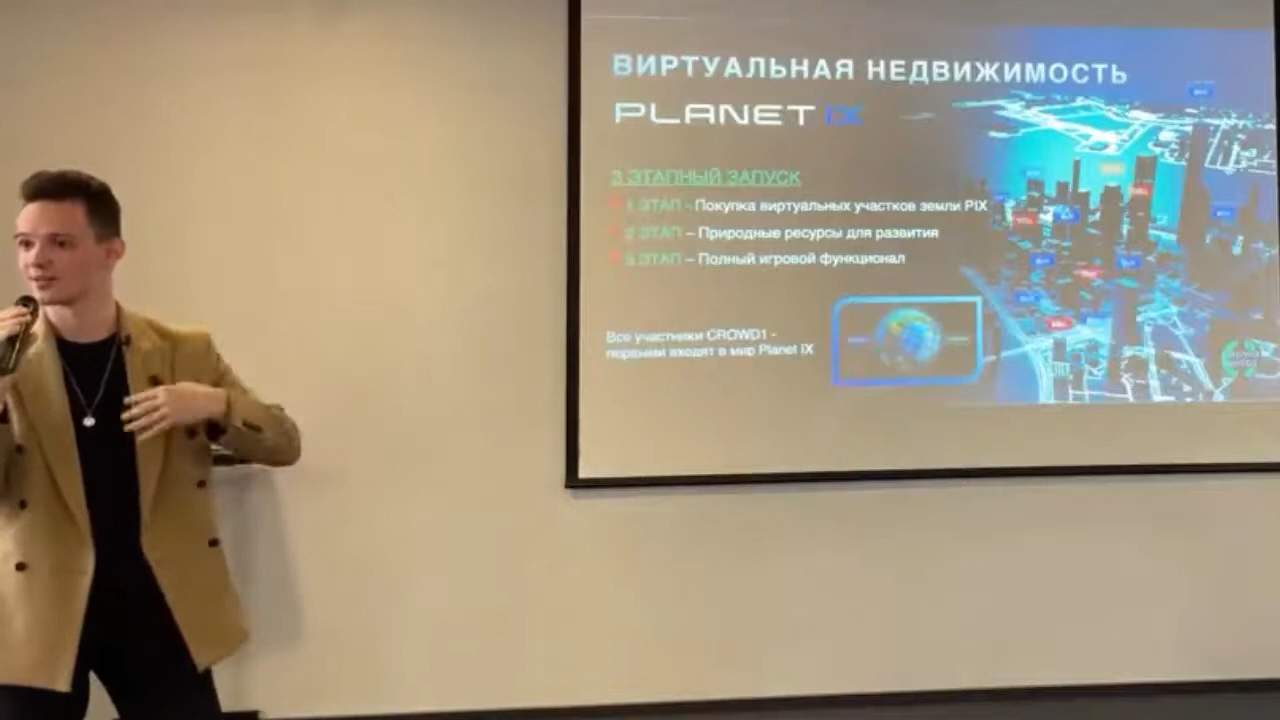 ВИРТУАЛЬНАЯ НЕДВИЖИМОСТЬ
PLANET IX
3 ЭТАПНЫЙ ЗАПУСК
1 ЭТАП - Покупка виртуальных участков земли PIX
2 ЭТАП – Природные ресурсы для развития
3 ЭТАП – Полный игровой функционал
Все участники CROWD1 -
первыми входят в мир Planet IX